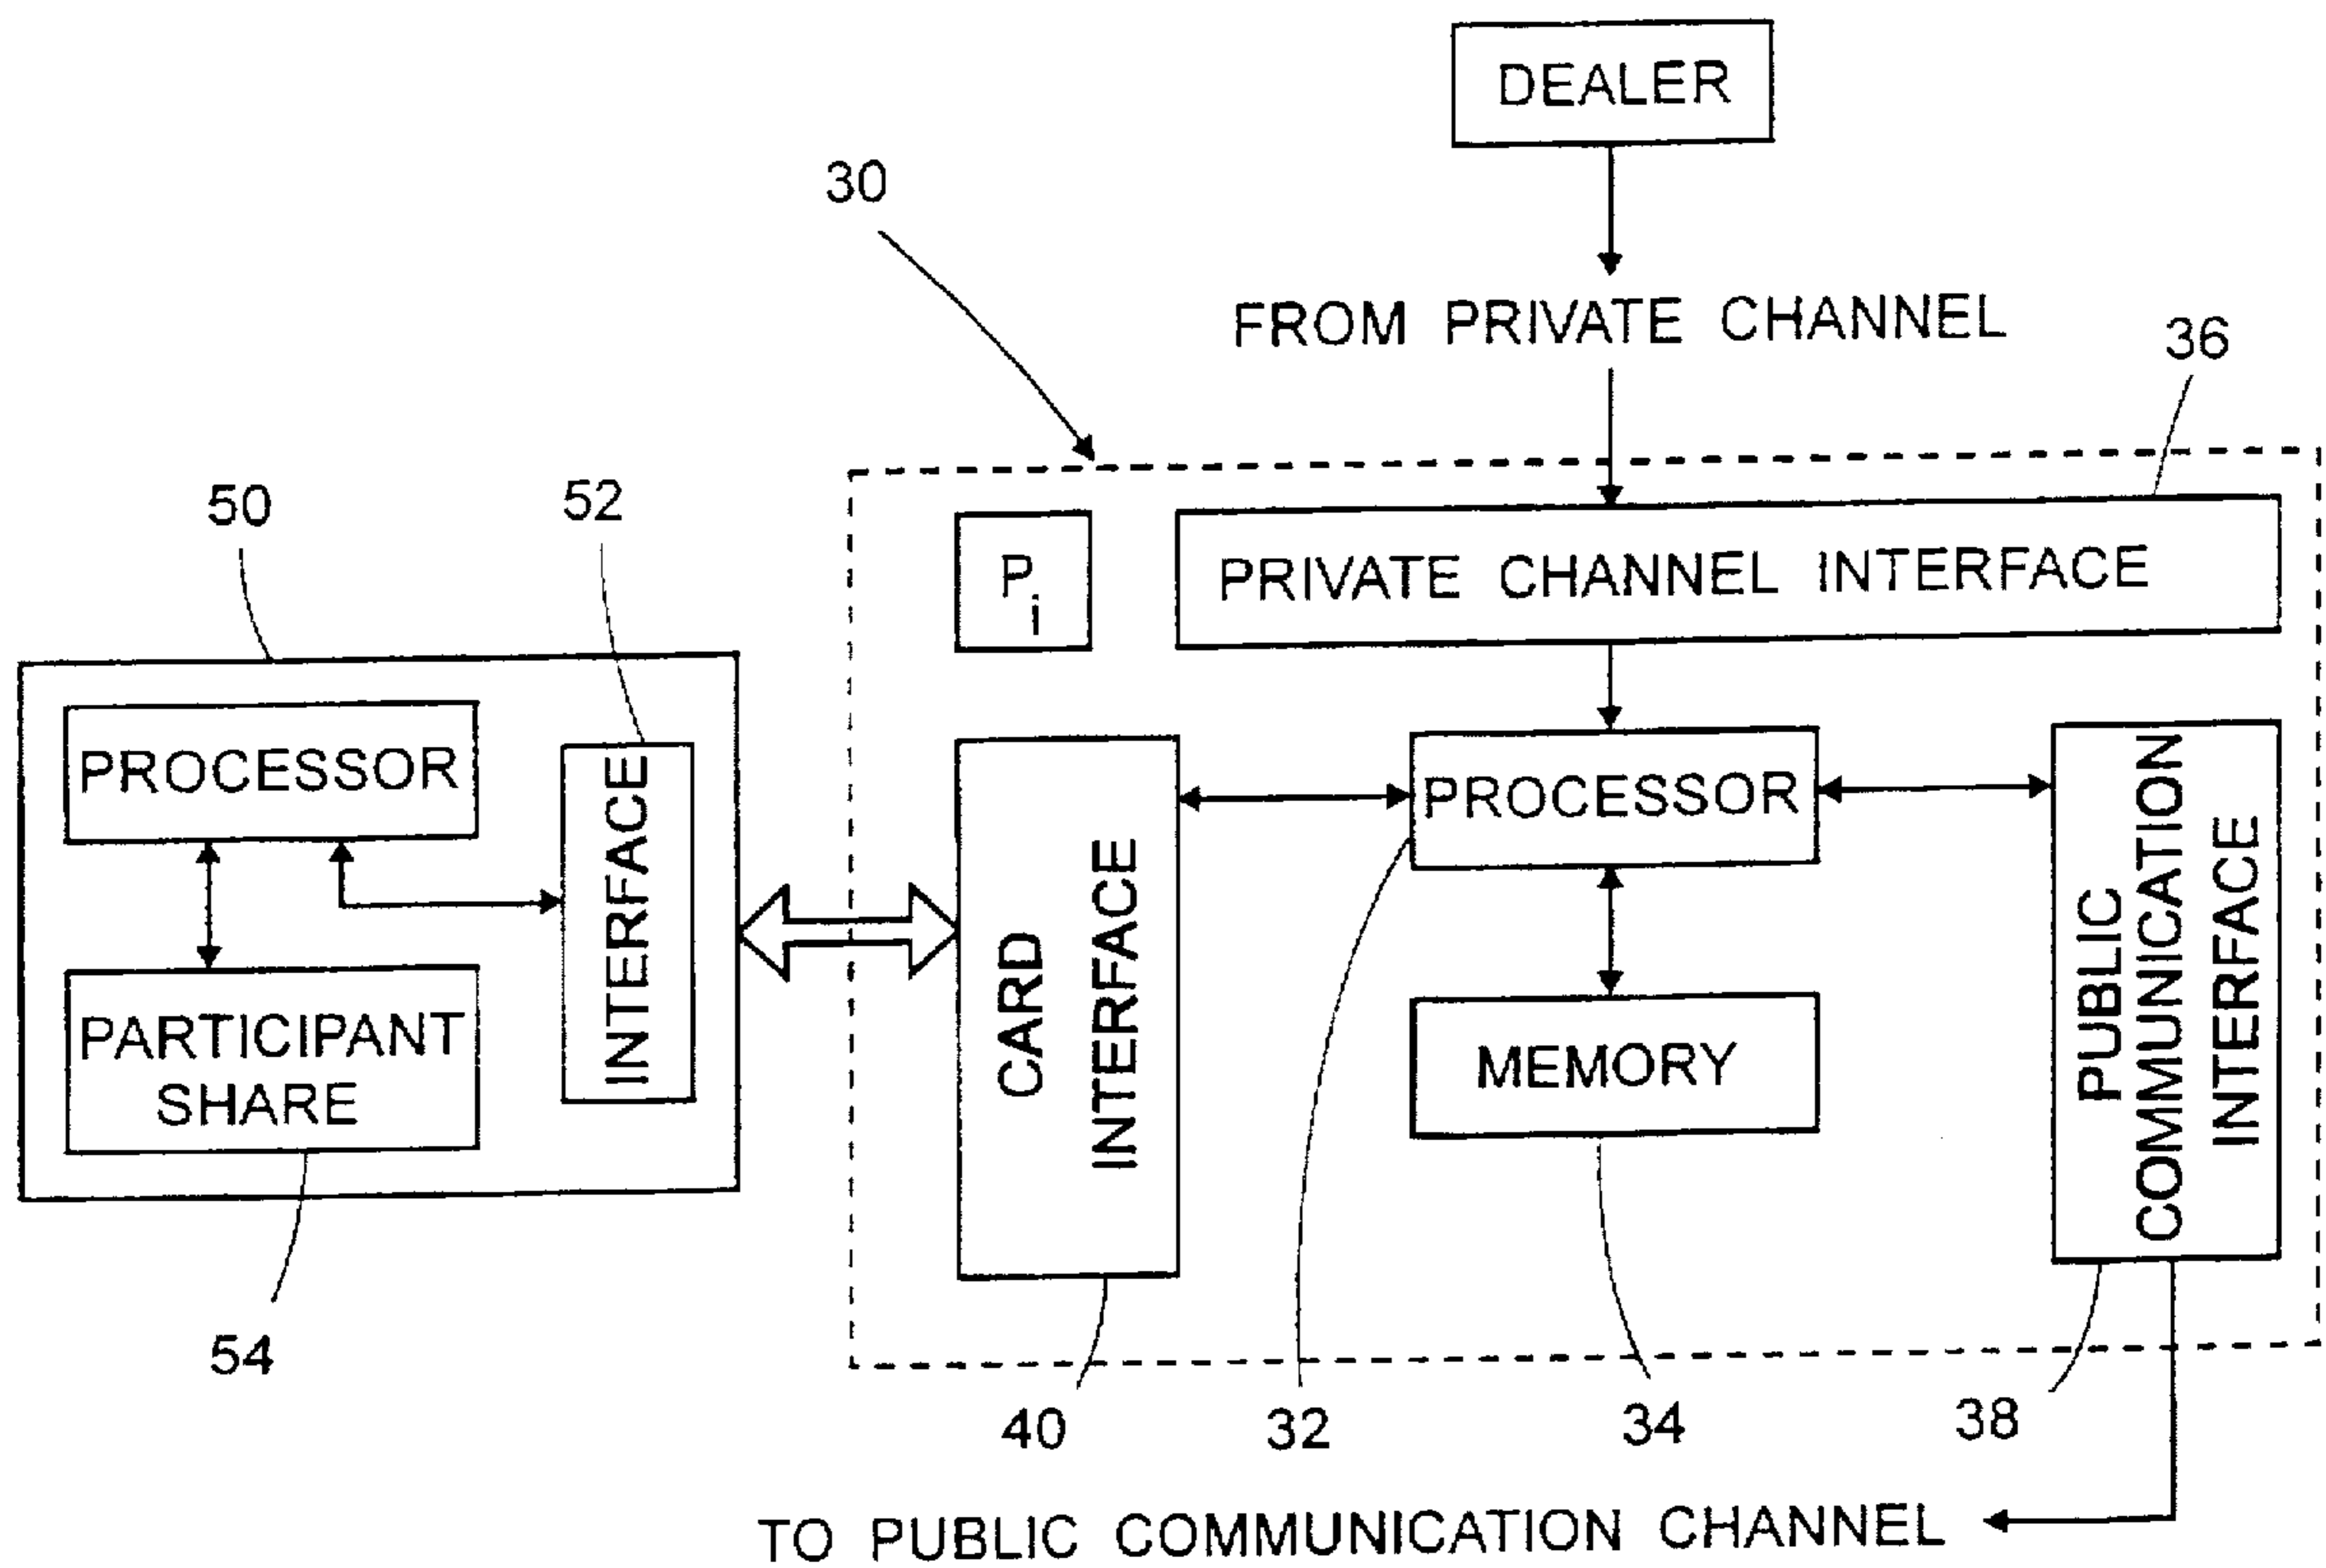 DEALER
30
FROM PRIVATE CHANNEL
36
50
52
P
i
PRIVATE CHANNEL INTERFACE
PROCESSOR
INTERFACE
PARTICIPANT
SHARE
54
CARD
INTERFACE
PROCESSOR
MEMORY
PUBLIC
COMMUNICATION
INTERFACE
40
32
34
38
TO PUBLIC COMMUNICATION CHANNEL